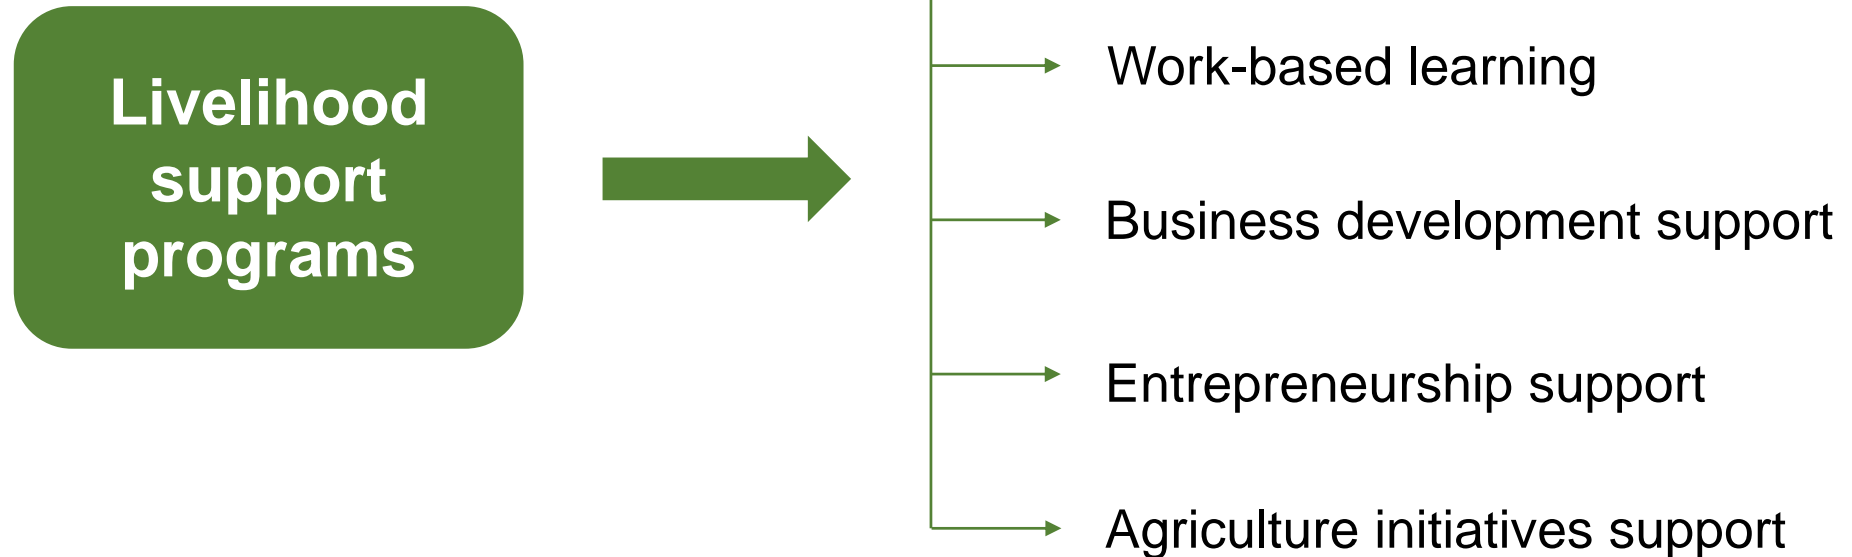 Livelihood
support
programs
Work-based learning
Business development support
Entrepreneurship support
Agriculture initiatives support